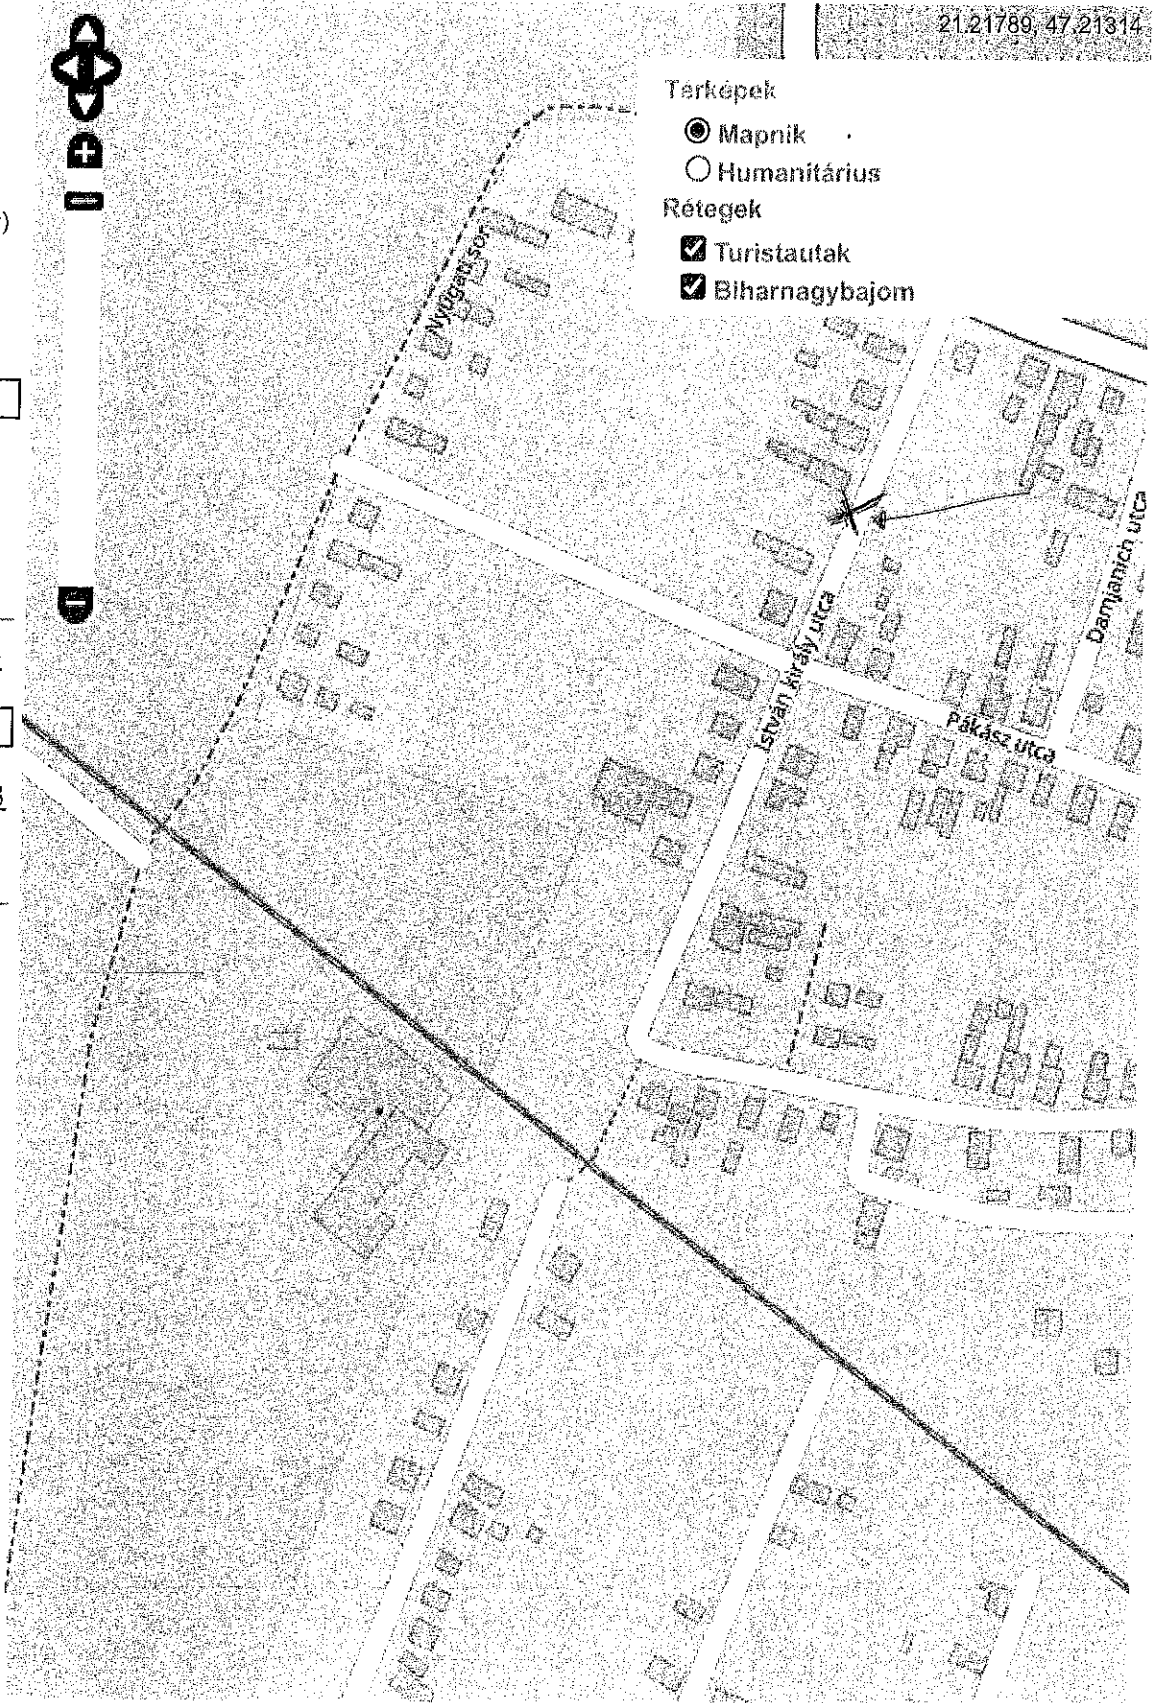 21.21789, 47.21314
Térképek
Mapnik
Humanitárius
Rétegek
Turistautak
Biharnagybajom
Nyugati sor
Damjanich utca
István király utca
Pákász utca